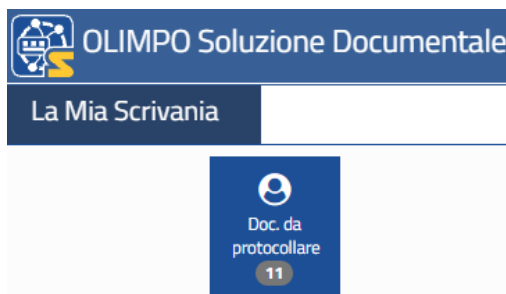 OLIMPO Soluzione Documentale
La Mia Scrivania
Doc. da
protocollare
11